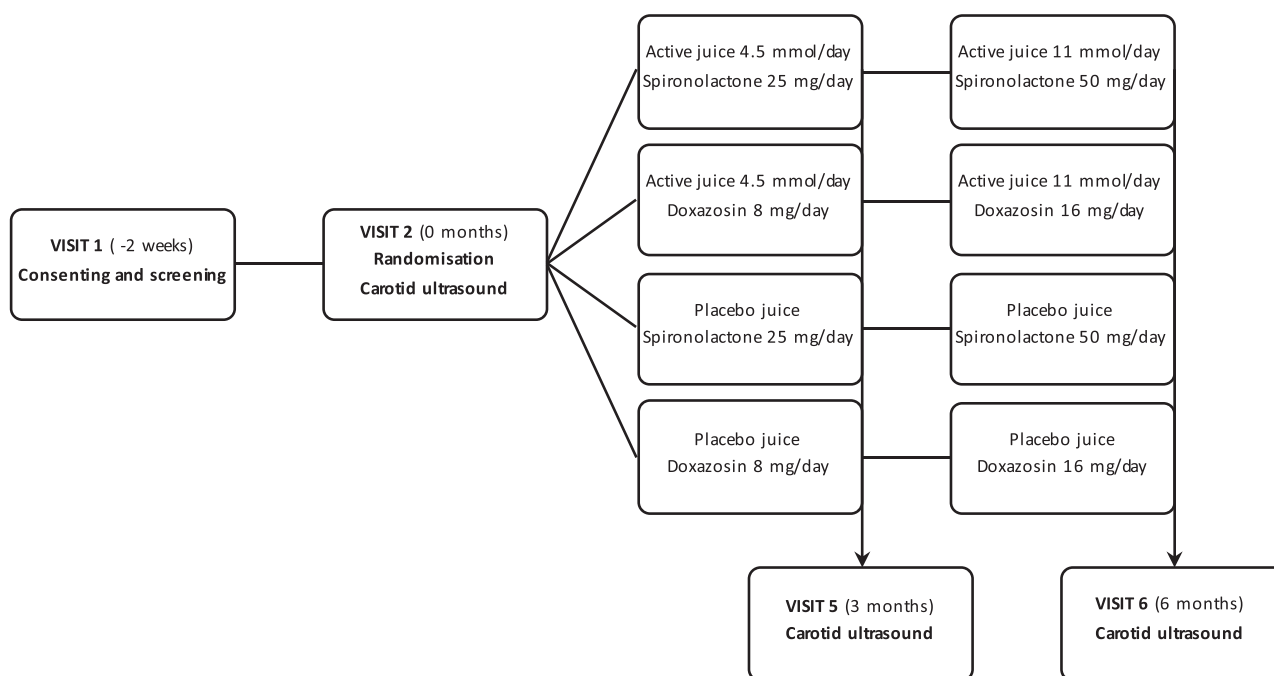 VISIT 1 ( -2 weeks)
Consenting and screening
VISIT 2 (0 months)
Randomisation
Carotid ultrasound
Active juice 4.5 mmol/day
Spironolactone 25 mg/day
Active juice 11 mmol/day
Spironolactone 50 mg/day
Active juice 4.5 mmol/day
Doxazosin 8 mg/day
Active juice 11 mmol/day
Doxazosin 16 mg/day
Placebo juice
Spironolactone 25 mg/day
Placebo juice
Spironolactone 50 mg/day
Placebo juice
Doxazosin 8 mg/day
Placebo juice
Doxazosin 16 mg/day
VISIT 5 (3 months)
Carotid ultrasound
VISIT 6 (6 months)
Carotid ultrasound